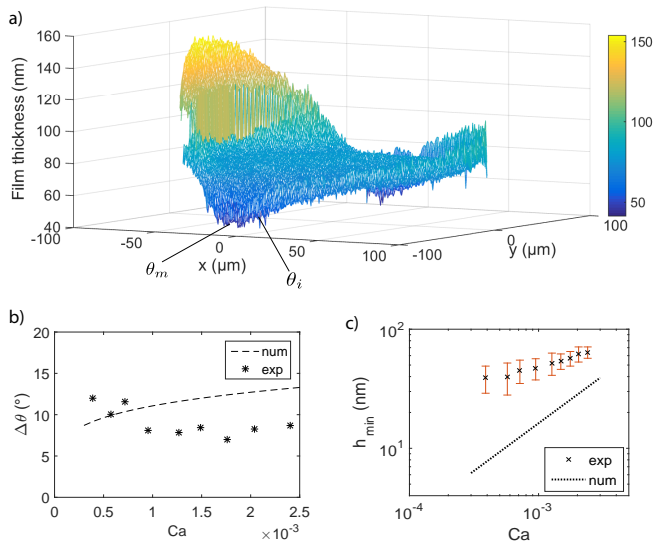 a)
160
140
120
100
80
60
40
Film thickness (nm)
-100
-50
0
50
100
x (µm)
-100
0
100
y (µm)
θm
θi
150
100
50
b)
20
15
10
5
0
Δθ (°)
0
0.5
1
1.5
2
2.5
×10⁻³
Ca
num
exp
c)
10²
10¹
h min (nm)
10⁻⁴
10⁻³
Ca
exp
num